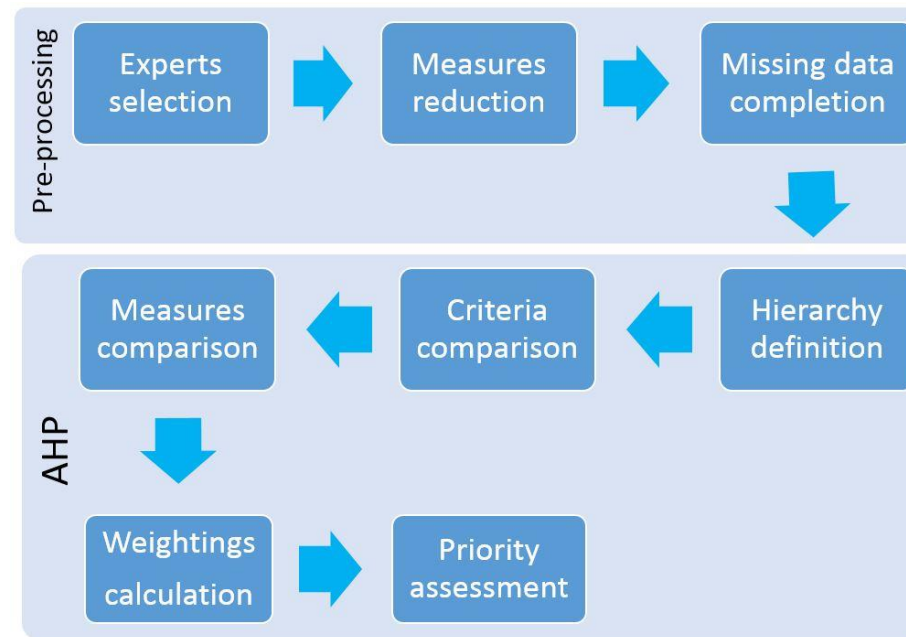 Pre-processing
Experts
selection
Measures
reduction
Missing data
completion
AHP
Hierarchy
definition
Criteria
comparison
Measures
comparison
Weightings
calculation
Priority
assessment